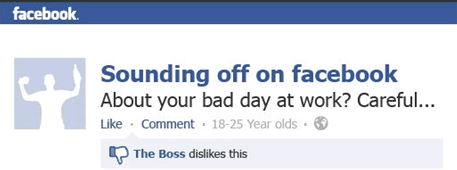 facebook
Sounding off on facebook
About your bad day at work? Careful...
Like · Comment · 18-25 Year olds ·
The Boss dislikes this